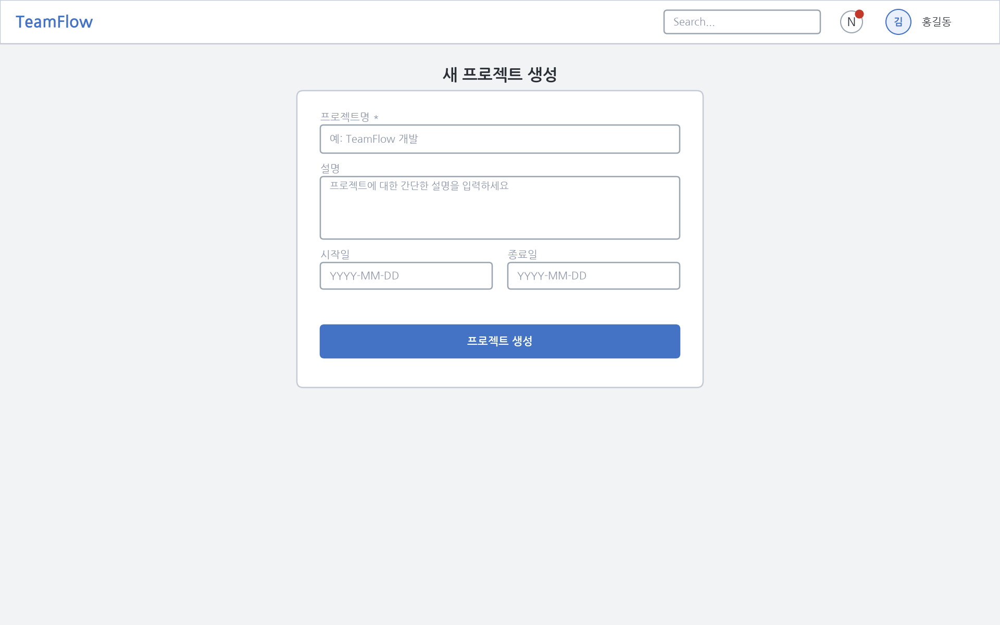 TeamFlow
Search...
N
김
홍길동
새 프로젝트 생성
프로젝트명 *
예: TeamFlow 개발
설명
프로젝트에 대한 간단한 설명을 입력하세요
시작일
종료일
YYYY-MM-DD
YYYY-MM-DD
프로젝트 생성